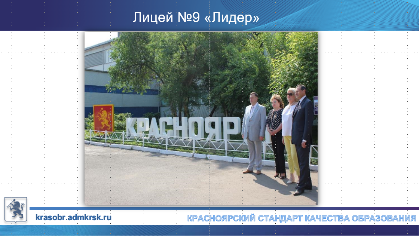 Лицей №9 «Лидер»
КРАСНОЯР
krasobr.admkrsk.ru
КРАСНОЯРСКИЙ СТАНДАРТ КАЧЕСТВА ОБРАЗОВАНИЯ